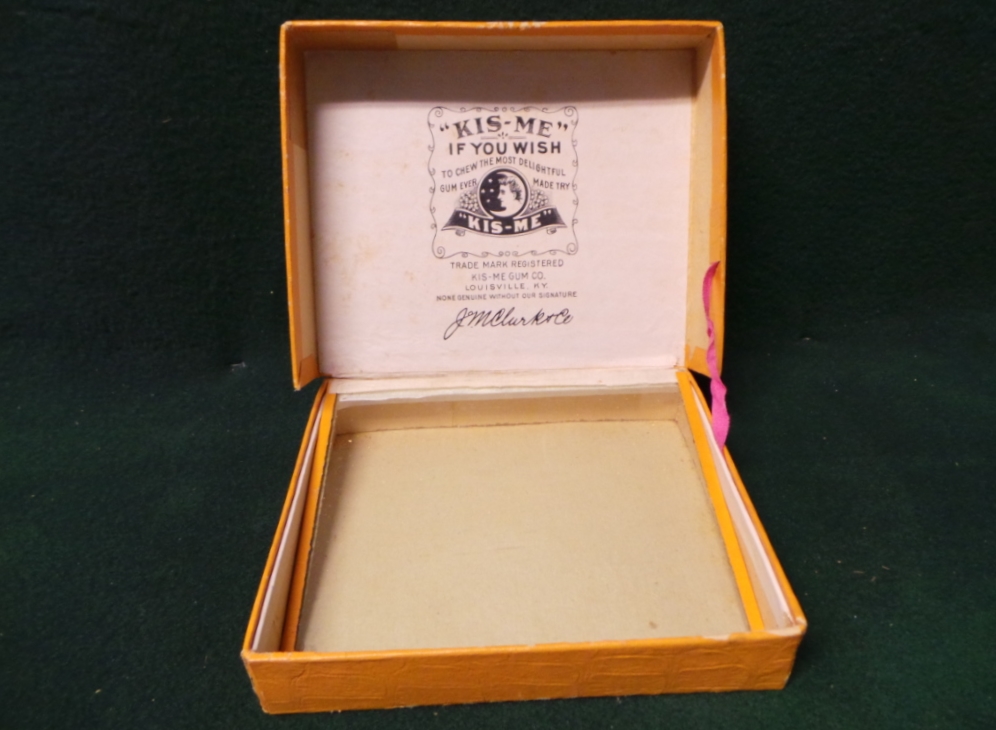 "KIS-ME"
IF YOU WISH
TO CHEW THE MOST DELIGHTFUL
GUM EVER MADE TRY
"KIS-ME"
TRADE MARK REGISTERED
KIS-ME GUM CO.
LOUISVILLE, KY.
NONE GENUINE WITHOUT OUR SIGNATURE
J M Clark & Co